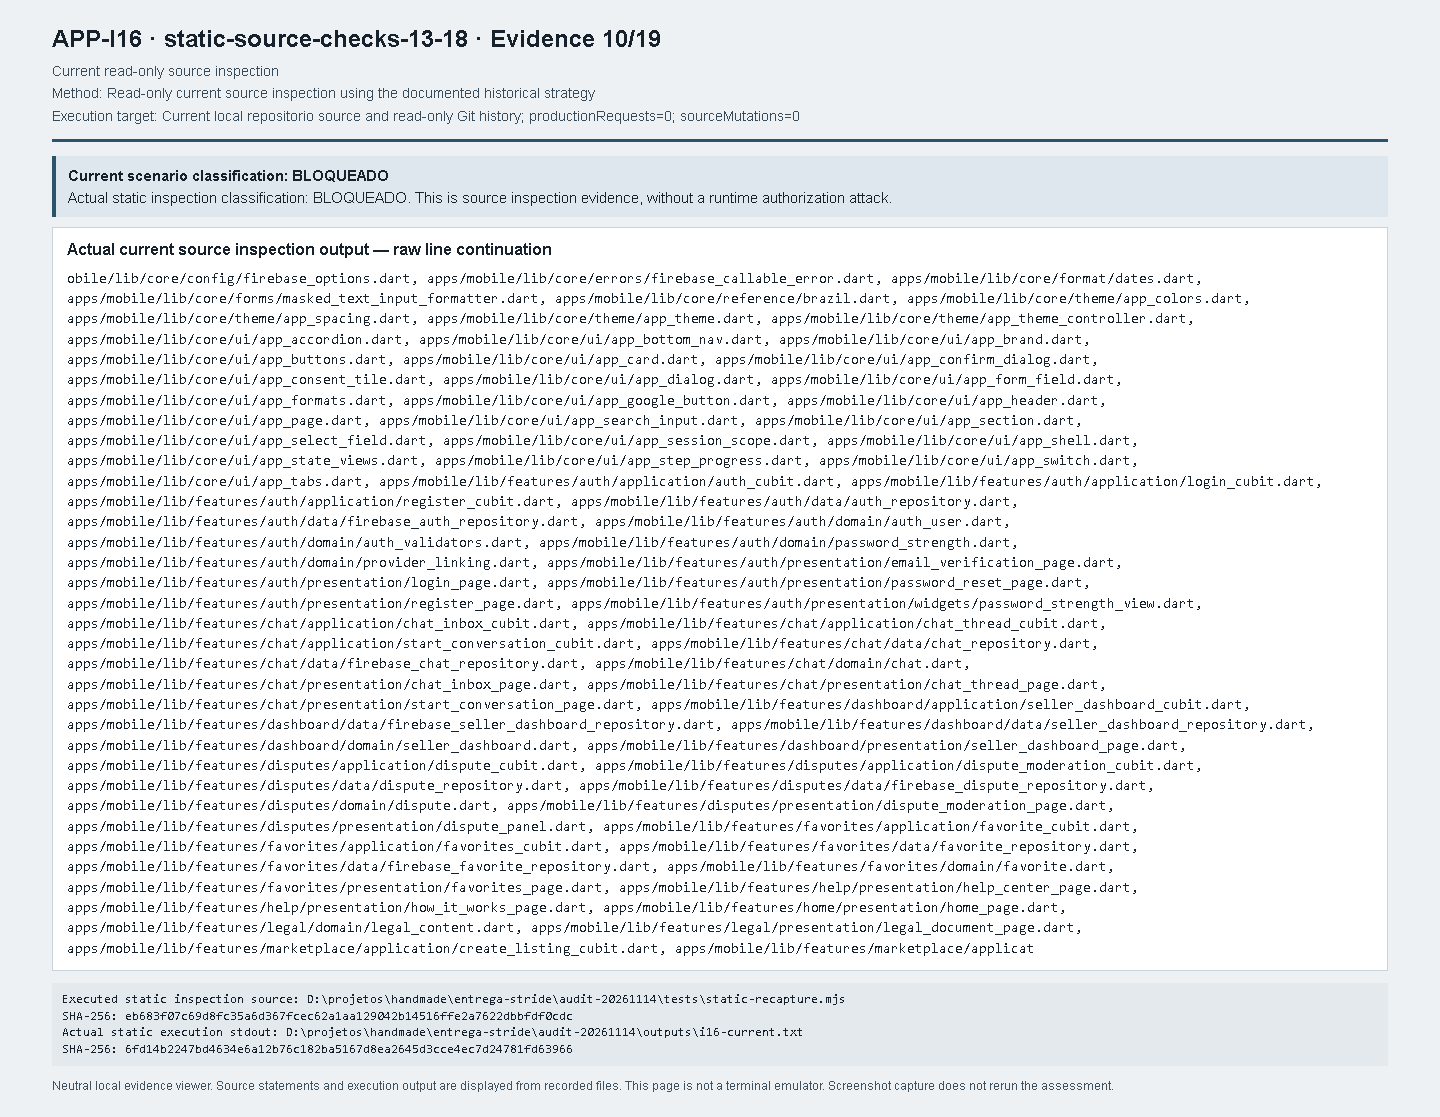 APP-I16 · static-source-checks-13-18 · Evidence 10/19
Current read-only source inspection
Method: Read-only current source inspection using the documented historical strategy
Execution target: Current local repositorio source and read-only Git history; productionRequests=0; sourceMutations=0
Current scenario classification: BLOQUEADO
Actual static inspection classification: BLOQUEADO. This is source inspection evidence, without a runtime authorization attack.
Actual current source inspection output — raw line continuation
obile/lib/core/config/firebase_options.dart, apps/mobile/lib/core/errors/firebase_callable_error.dart, apps/mobile/lib/core/format/dates.dart,
apps/mobile/lib/core/forms/masked_text_input_formatter.dart, apps/mobile/lib/core/reference/brazil.dart, apps/mobile/lib/core/theme/app_colors.dart,
apps/mobile/lib/core/theme/app_spacing.dart, apps/mobile/lib/core/theme/app_theme.dart, apps/mobile/lib/core/theme/app_theme_controller.dart,
apps/mobile/lib/core/ui/app_accordion.dart, apps/mobile/lib/core/ui/app_bottom_nav.dart, apps/mobile/lib/core/ui/app_brand.dart,
apps/mobile/lib/core/ui/app_buttons.dart, apps/mobile/lib/core/ui/app_card.dart, apps/mobile/lib/core/ui/app_confirm_dialog.dart,
apps/mobile/lib/core/ui/app_consent_tile.dart, apps/mobile/lib/core/ui/app_dialog.dart, apps/mobile/lib/core/ui/app_form_field.dart,
apps/mobile/lib/core/ui/app_formats.dart, apps/mobile/lib/core/ui/app_google_button.dart, apps/mobile/lib/core/ui/app_header.dart,
apps/mobile/lib/core/ui/app_page.dart, apps/mobile/lib/core/ui/app_search_input.dart, apps/mobile/lib/core/ui/app_section.dart,
apps/mobile/lib/core/ui/app_select_field.dart, apps/mobile/lib/core/ui/app_session_scope.dart, apps/mobile/lib/core/ui/app_shell.dart,
apps/mobile/lib/core/ui/app_state_views.dart, apps/mobile/lib/core/ui/app_step_progress.dart, apps/mobile/lib/core/ui/app_switch.dart,
apps/mobile/lib/core/ui/app_tabs.dart, apps/mobile/lib/features/auth/application/auth_cubit.dart, apps/mobile/lib/features/auth/application/login_cubit.dart,
apps/mobile/lib/features/auth/application/register_cubit.dart, apps/mobile/lib/features/auth/data/auth_repository.dart,
apps/mobile/lib/features/auth/data/firebase_auth_repository.dart, apps/mobile/lib/features/auth/domain/auth_user.dart,
apps/mobile/lib/features/auth/domain/auth_validators.dart, apps/mobile/lib/features/auth/domain/password_strength.dart,
apps/mobile/lib/features/auth/domain/provider_linking.dart, apps/mobile/lib/features/auth/presentation/email_verification_page.dart,
apps/mobile/lib/features/auth/presentation/login_page.dart, apps/mobile/lib/features/auth/presentation/password_reset_page.dart,
apps/mobile/lib/features/auth/presentation/register_page.dart, apps/mobile/lib/features/auth/presentation/widgets/password_strength_view.dart,
apps/mobile/lib/features/chat/application/chat_inbox_cubit.dart, apps/mobile/lib/features/chat/application/chat_thread_cubit.dart,
apps/mobile/lib/features/chat/application/start_conversation_cubit.dart, apps/mobile/lib/features/chat/data/chat_repository.dart,
apps/mobile/lib/features/chat/data/firebase_chat_repository.dart, apps/mobile/lib/features/chat/domain/chat.dart,
apps/mobile/lib/features/chat/presentation/chat_inbox_page.dart, apps/mobile/lib/features/chat/presentation/chat_thread_page.dart,
apps/mobile/lib/features/chat/presentation/start_conversation_page.dart, apps/mobile/lib/features/dashboard/application/seller_dashboard_cubit.dart,
apps/mobile/lib/features/dashboard/data/firebase_seller_dashboard_repository.dart, apps/mobile/lib/features/dashboard/data/seller_dashboard_repository.dart,
apps/mobile/lib/features/dashboard/domain/seller_dashboard.dart, apps/mobile/lib/features/dashboard/presentation/seller_dashboard_page.dart,
apps/mobile/lib/features/disputes/application/dispute_cubit.dart, apps/mobile/lib/features/disputes/application/dispute_moderation_cubit.dart,
apps/mobile/lib/features/disputes/data/dispute_repository.dart, apps/mobile/lib/features/disputes/data/firebase_dispute_repository.dart,
apps/mobile/lib/features/disputes/domain/dispute.dart, apps/mobile/lib/features/disputes/presentation/dispute_moderation_page.dart,
apps/mobile/lib/features/disputes/presentation/dispute_panel.dart, apps/mobile/lib/features/favorites/application/favorite_cubit.dart,
apps/mobile/lib/features/favorites/application/favorites_cubit.dart, apps/mobile/lib/features/favorites/data/favorite_repository.dart,
apps/mobile/lib/features/favorites/data/firebase_favorite_repository.dart, apps/mobile/lib/features/favorites/domain/favorite.dart,
apps/mobile/lib/features/favorites/presentation/favorites_page.dart, apps/mobile/lib/features/help/presentation/help_center_page.dart,
apps/mobile/lib/features/help/presentation/how_it_works_page.dart, apps/mobile/lib/features/home/presentation/home_page.dart,
apps/mobile/lib/features/legal/domain/legal_content.dart, apps/mobile/lib/features/legal/presentation/legal_document_page.dart,
apps/mobile/lib/features/marketplace/application/create_listing_cubit.dart, apps/mobile/lib/features/marketplace/applicat
Executed static inspection source: D:\projetos\handmade\entrega-stride\audit-20261114\tests\static-recapture.mjs
SHA-256: eb683f07c69d8fc35a6d367fcec62a1aa129042b14516ffe2a7622dbbfdf0cdc
Actual static execution stdout: D:\projetos\handmade\entrega-stride\audit-20261114\outputs\i16-current.txt
SHA-256: 6fd14b2247bd4634e6a12b76c182ba5167d8ea2645d3cce4ec7d24781fd63966
Neutral local evidence viewer. Source statements and execution output are displayed from recorded files. This page is not a terminal emulator. Screenshot capture does not rerun the assessment.